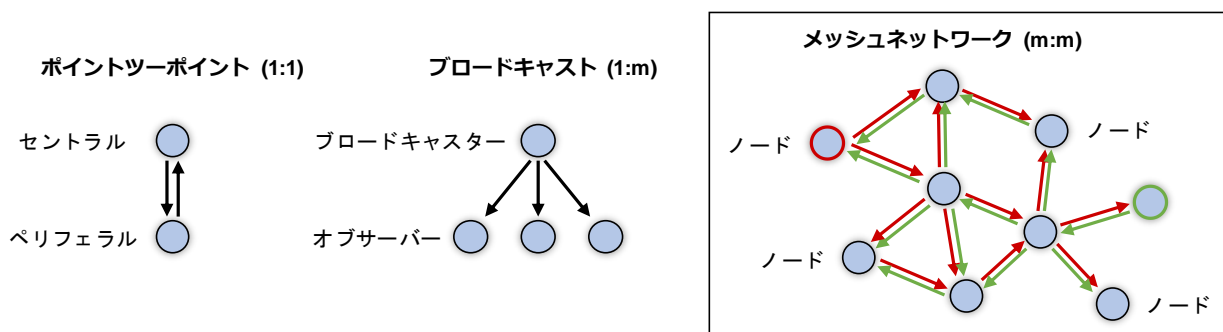 ポイントツーポイント (1:1)
セントラル
ペリフェラル
ブロードキャスト (1:m)
ブロードキャスター
オブサーバー
メッシュネットワーク (m:m)
ノード
ノード
ノード
ノード